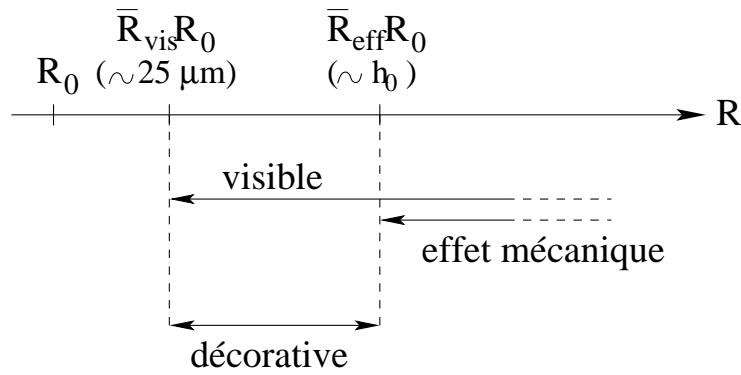 R̅visR0 R̅effR0
R0 (∼25 μm) (∼ h0 )
R
visible
effet mécanique
décorative